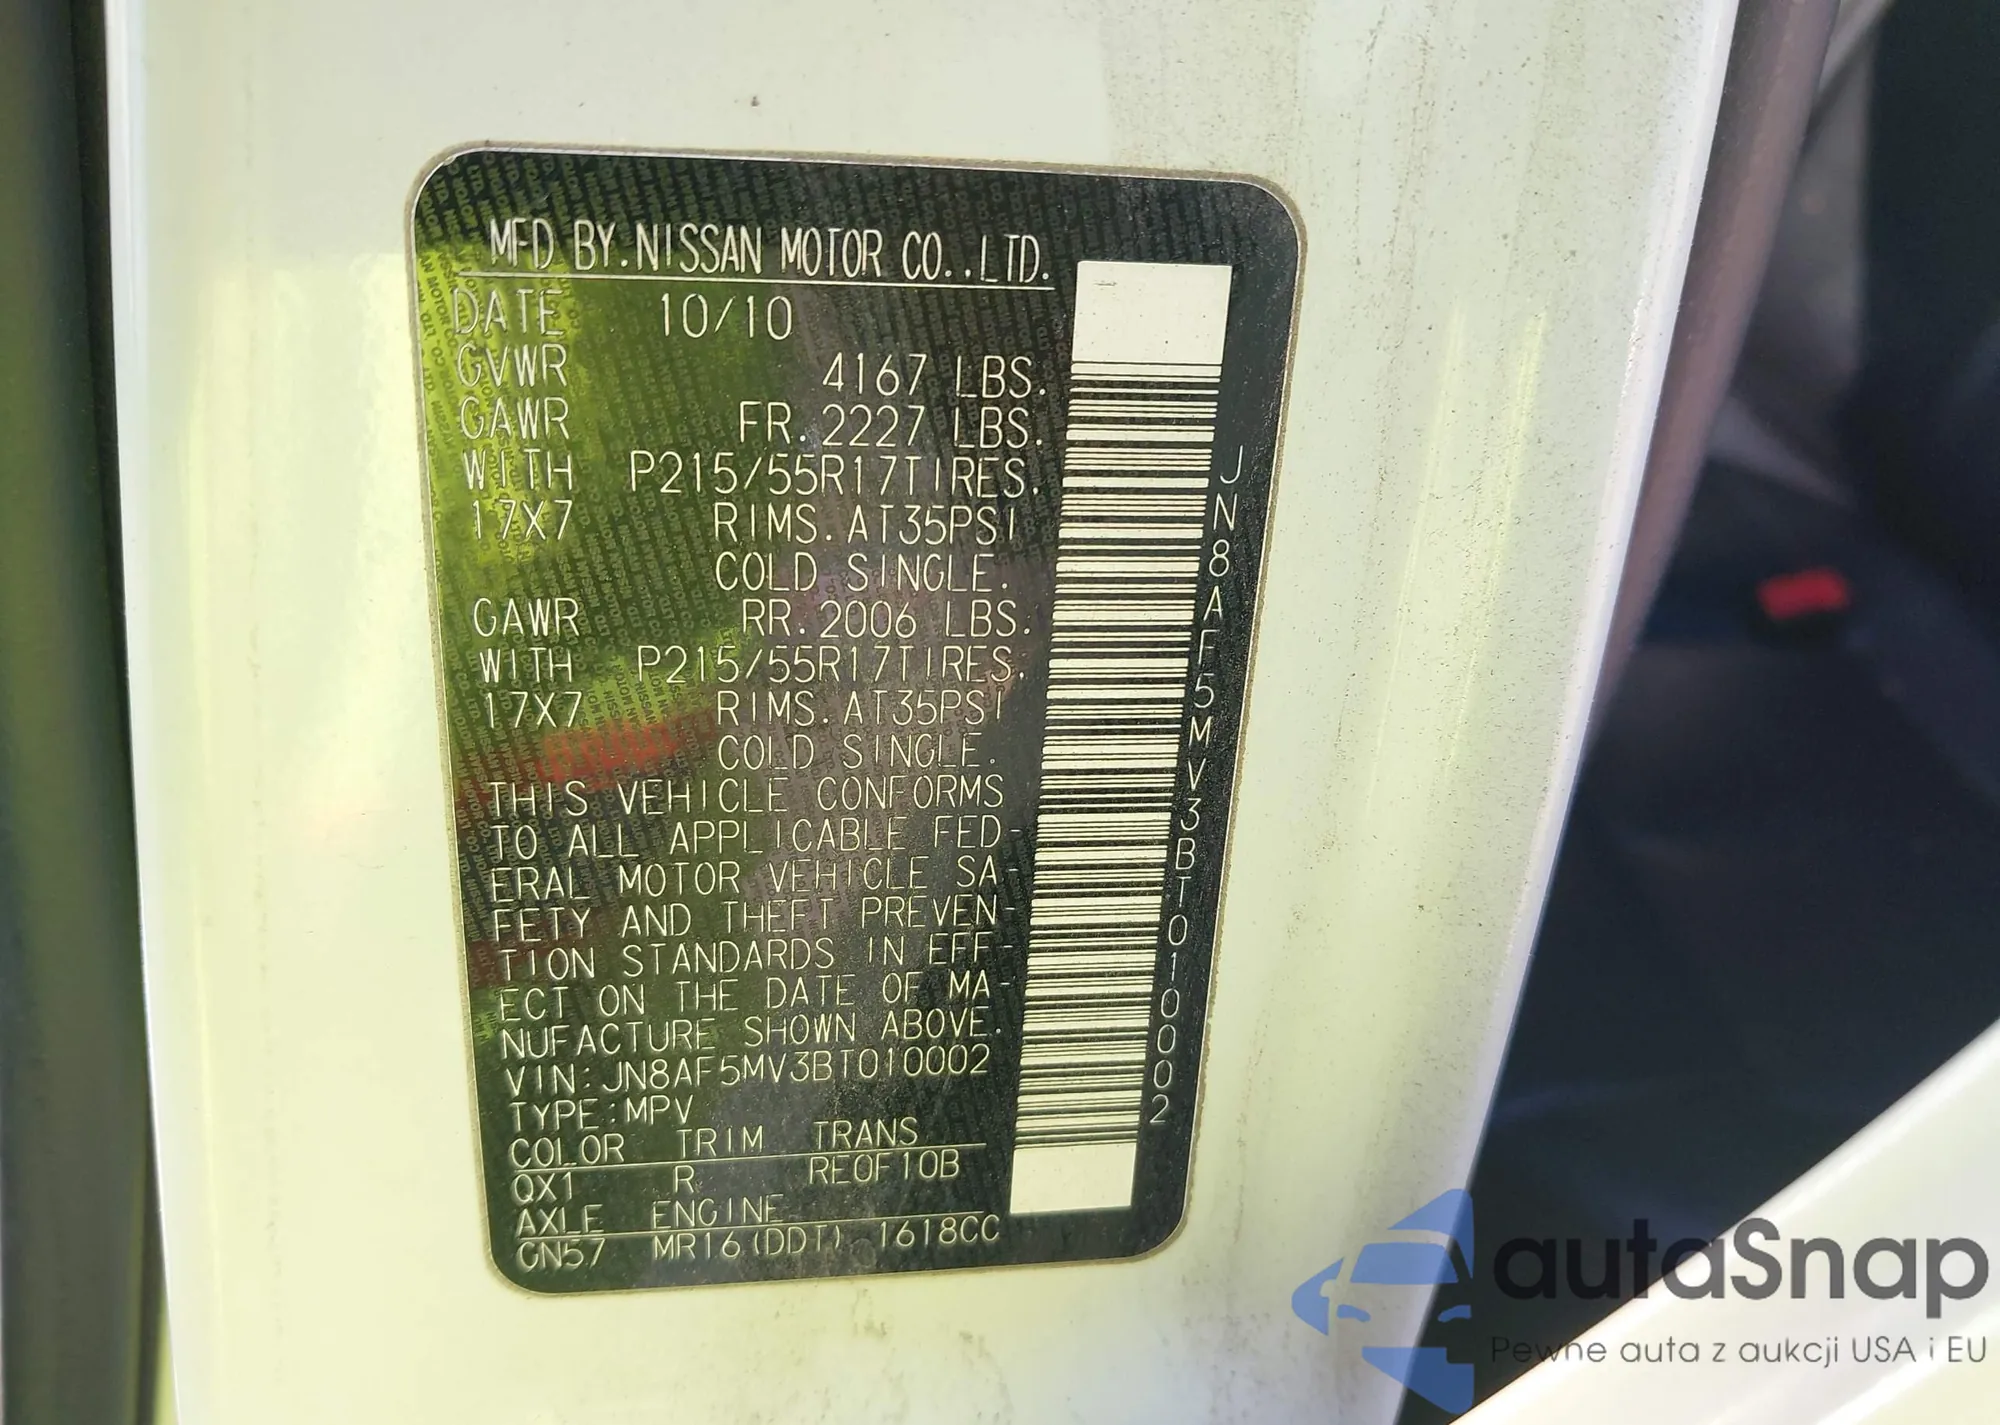 MFD BY.NISSAN MOTOR CO.,LTD.
DATE 10/10
GVWR 4167 LBS.
GAWR FR.2227 LBS.
WITH P215/55R17TIRES.
17X7 RIMS.AT35PSI
COLD SINGLE.
GAWR RR.2006 LBS.
WITH P215/55R17TIRES.
17X7 RIMS.AT35PSI
COLD SINGLE.
THIS VEHICLE CONFORMS
TO ALL APPLICABLE FED-
ERAL MOTOR VEHICLE SA-
FETY AND THEFT PREVEN-
TION STANDARDS IN EFF-
ECT ON THE DATE OF MA-
NUFACTURE SHOWN ABOVE.
VIN:JN8AF5MV3BT010002
TYPE:MPV
COLOR TRIM TRANS
QX1 R RE0F10B
AXLE ENGINE
GN57 MR16(DDT) 1618CC
JN8AF5MV3BT010002
autaSnap
Pewne auta z aukcji USA i EU